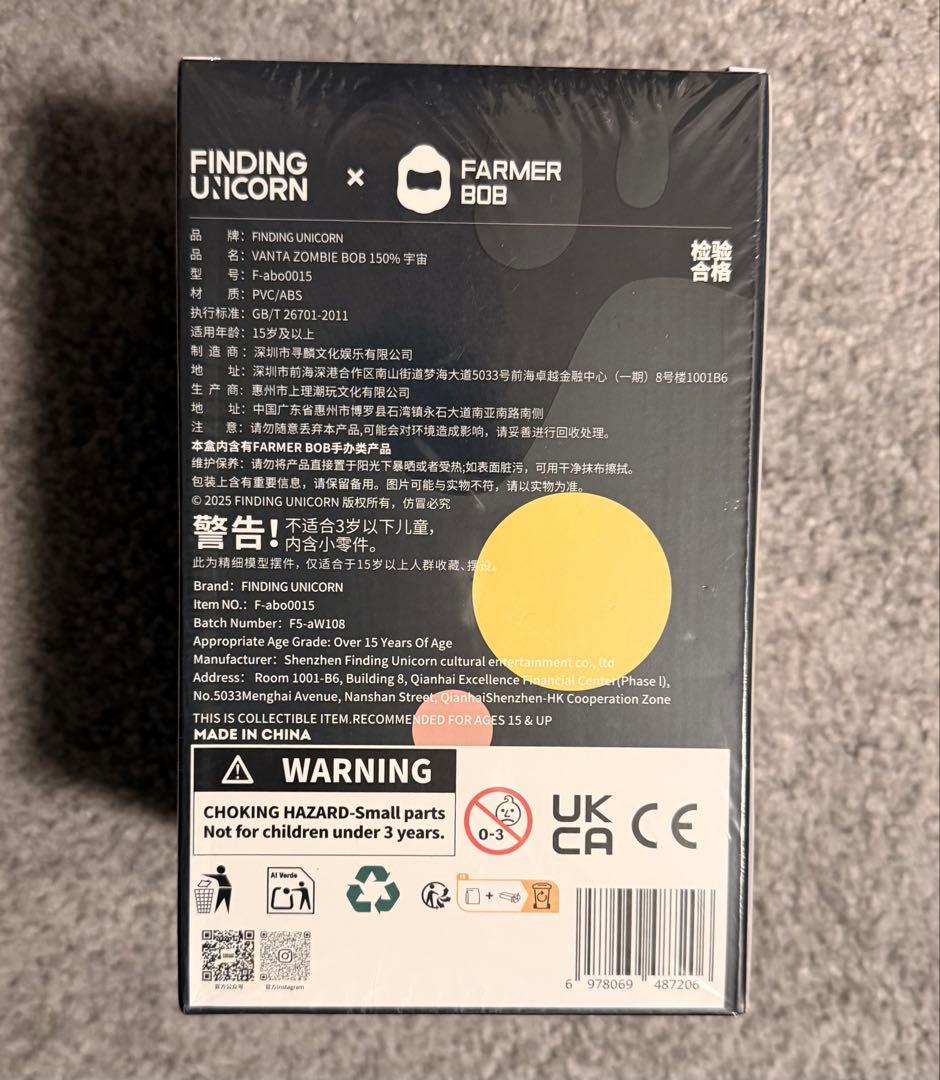 FINDING
UNICORN
×
FARMER
BOB
检验
合格
品 牌：FINDING UNICORN
品 名：VANTA ZOMBIE BOB 150% 宇宙
型 号：F-abo0015
材 质：PVC/ABS
执行标准：GB/T 26701-2011
适用年龄：15岁及以上
制 造 商：深圳市寻麟文化娱乐有限公司
地 址：深圳市前海深港合作区南山街道梦海大道5033号前海卓越金融中心（一期）8号楼1001B6
生 产 商：惠州市上理潮玩文化有限公司
地 址：中国广东省惠州市博罗县石湾镇永石大道南亚南路南侧
注 意：请勿随意丢弃本产品,可能会对环境造成影响，请妥善进行回收处理。
本盒内含有FARMER BOB手办类产品
维护保养：请勿将产品直接置于阳光下暴晒或者受热;如表面脏污，可用干净抹布擦拭。
包装上含有重要信息，请保留备用。图片可能与实物不符，请以实物为准。
© 2025 FINDING UNICORN 版权所有，仿冒必究
警告!
不适合3岁以下儿童，
内含小零件。
此为精细模型摆件，仅适合于15岁以上人群收藏、摆设。
Brand：FINDING UNICORN
Item NO.：F-abo0015
Batch Number：F5-aW108
Appropriate Age Grade: Over 15 Years Of Age
Manufacturer：Shenzhen Finding Unicorn cultural entertainment co., ltd
Address： Room 1001-B6, Building 8, Qianhai Excellence Financial Center(Phase I),
No.5033Menghai Avenue, Nanshan Street, QianhaiShenzhen-HK Cooperation Zone
THIS IS COLLECTIBLE ITEM.RECOMMENDED FOR AGES 15 & UP
MADE IN CHINA
WARNING
CHOKING HAZARD-Small parts
Not for children under 3 years.
0-3
UK
CA
CE
Al Verde
+
官方公众号
官方Instagram
6 978069 487206